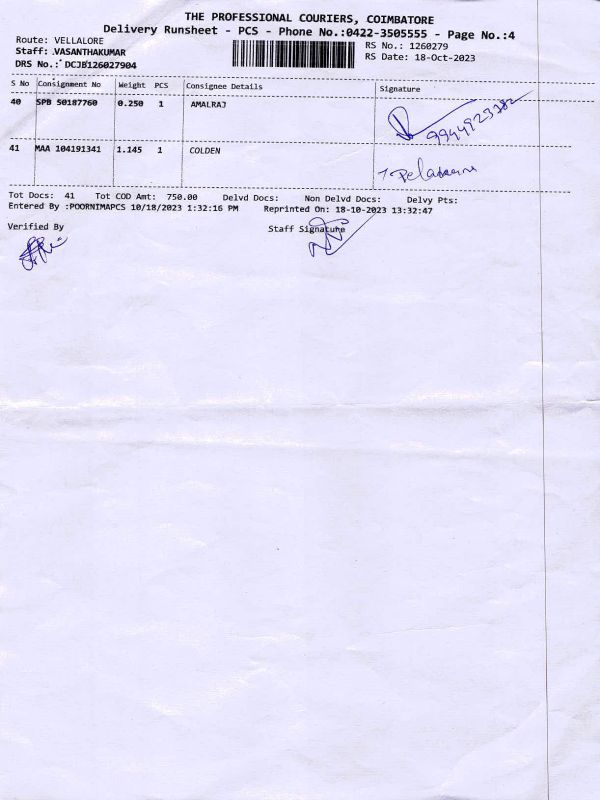 THE PROFESSIONAL COURIERS, COIMBATORE
Delivery Runsheet - PCS - Phone No.:0422-3505555 - Page No.:4
Route: VELLALORE
RS No.: 1260279
Staff: VASANTHAKUMAR
RS Date: 18-Oct-2023
DRS No.: DCJB126027904
S No Consignment No Weight PCS Consignee Details Signature
40 SPB 50187760 0.250 1 AMALRAJ
41 MAA 104191341 1.145 1 COLDEN
Tot Docs: 41 Tot COD Amt: 750.00 Delvd Docs: Non Delvd Docs: Delvy Pts:
Entered By :POORNIMAPCS 10/18/2023 1:32:16 PM Reprinted On: 18-10-2023 13:32:47
Verified By Staff Signature